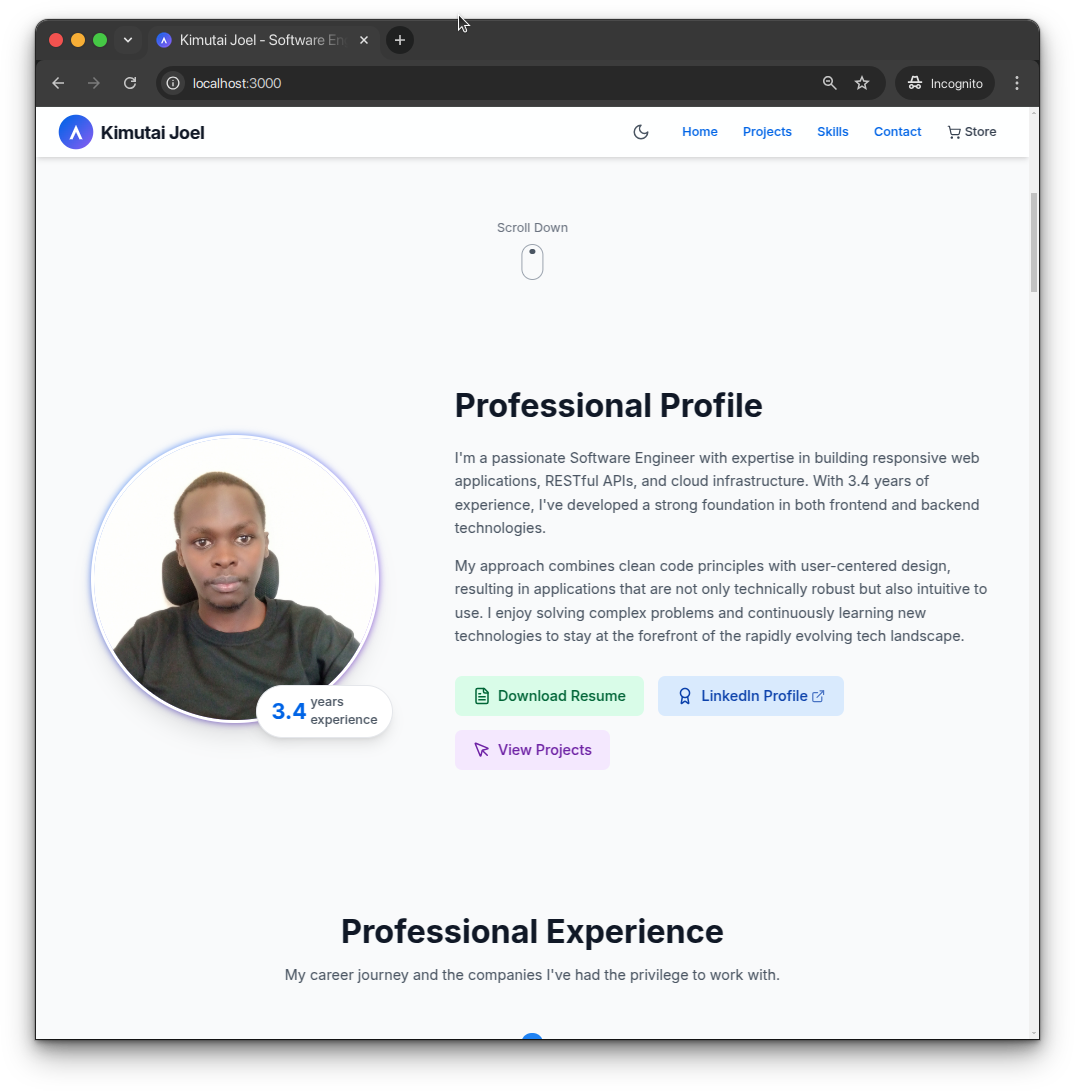 Kimutai Joel - Software En
localhost:3000
Incognito
Kimutai Joel
Home
Projects
Skills
Contact
Store
Scroll Down
Professional Profile
I'm a passionate Software Engineer with expertise in building responsive web
applications, RESTful APIs, and cloud infrastructure. With 3.4 years of
experience, I've developed a strong foundation in both frontend and backend
technologies.
My approach combines clean code principles with user-centered design,
resulting in applications that are not only technically robust but also intuitive to
use. I enjoy solving complex problems and continuously learning new
technologies to stay at the forefront of the rapidly evolving tech landscape.
3.4 years
experience
Download Resume
LinkedIn Profile
View Projects
Professional Experience
My career journey and the companies I've had the privilege to work with.